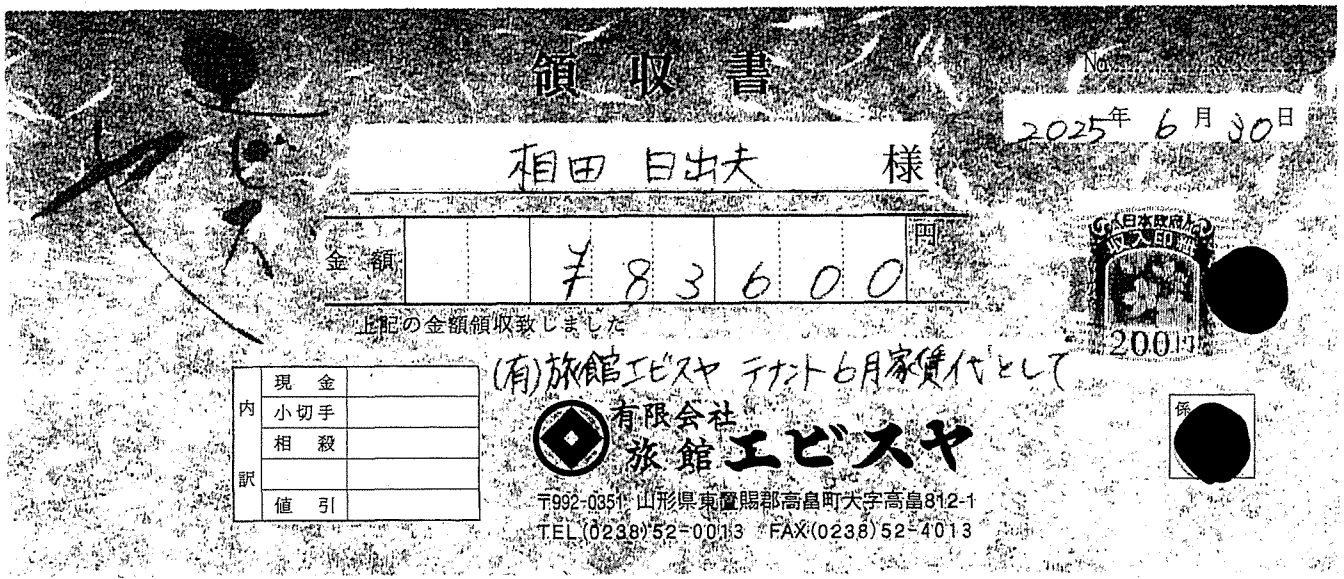 領収書
No.
2025年 6月 30日
相田 日出夫 様
金額 ¥83600 円
上記の金額領収致しました
(有)旅館エビスヤ テナント6月家賃代として
日本政府
収入印紙
200円
内訳
現金
小切手
相殺
値引
有限会社
旅館 エビスヤ
係
〒992-0351 山形県東置賜郡高畠町大字高畠812-1
TEL(0238)52-0013 FAX(0238)52-4013